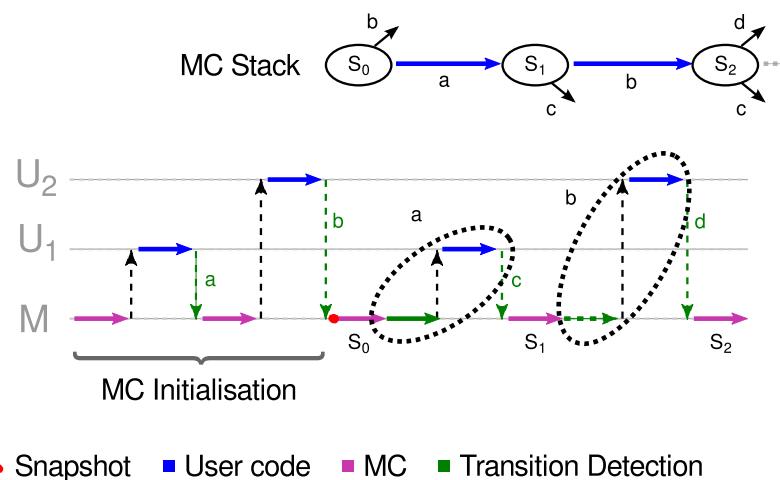 b
d
MC Stack
S0
S1
S2
a
b
c
c
U2
b
a
b
d
U1
a
c
M
S0
S1
S2
MC Initialisation
Snapshot
User code
MC
Transition Detection